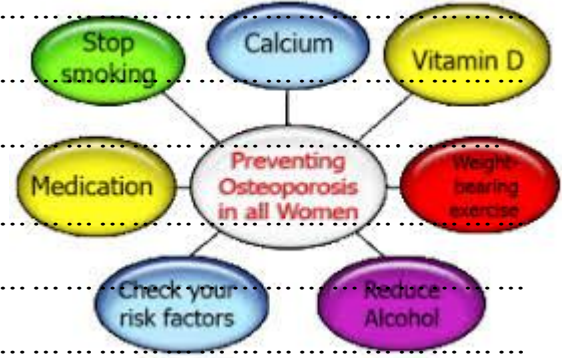 Stop
smoking
Calcium
Vitamin D
Medication
Preventing
Osteoporosis
in all Women
Weight-
bearing
exercise
Check your
risk factors
Reduce
Alcohol